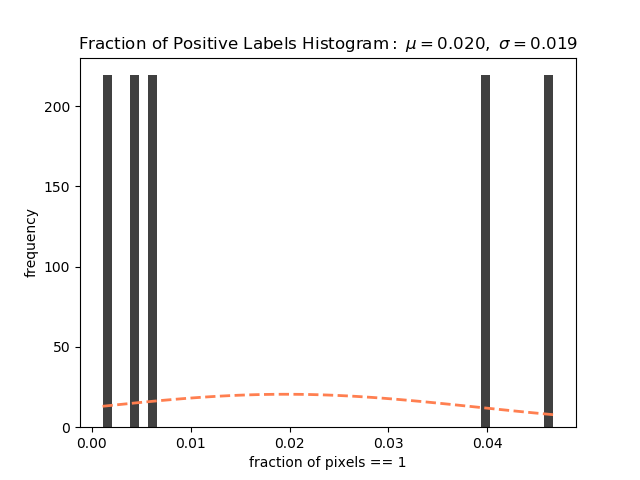 Fraction of Positive Labels Histogram : μ = 0.020, σ = 0.019
200
150
100
50
0
frequency
0.00 0.01 0.02 0.03 0.04
fraction of pixels == 1